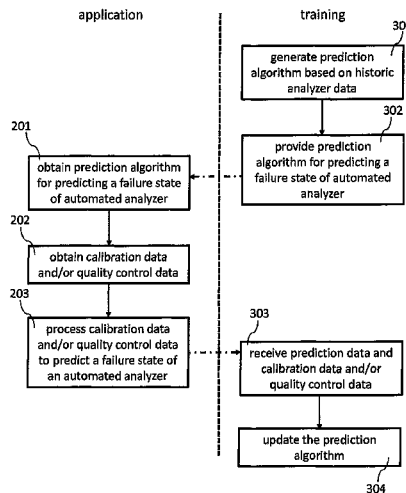 application
training
30
generate prediction
algorithm based on historic
analyzer data
302
provide prediction
algorithm for predicting a
failure state of automated
analyzer
201
obtain prediction algorithm
for predicting a failure state
of automated analyzer
202
obtain calibration data
and/or quality control data
203
process calibration data
and/or quality control data
to predict a failure state of
an automated analyzer
303
receive prediction data and
calibration data and/or
quality control data
update the prediction
algorithm
304